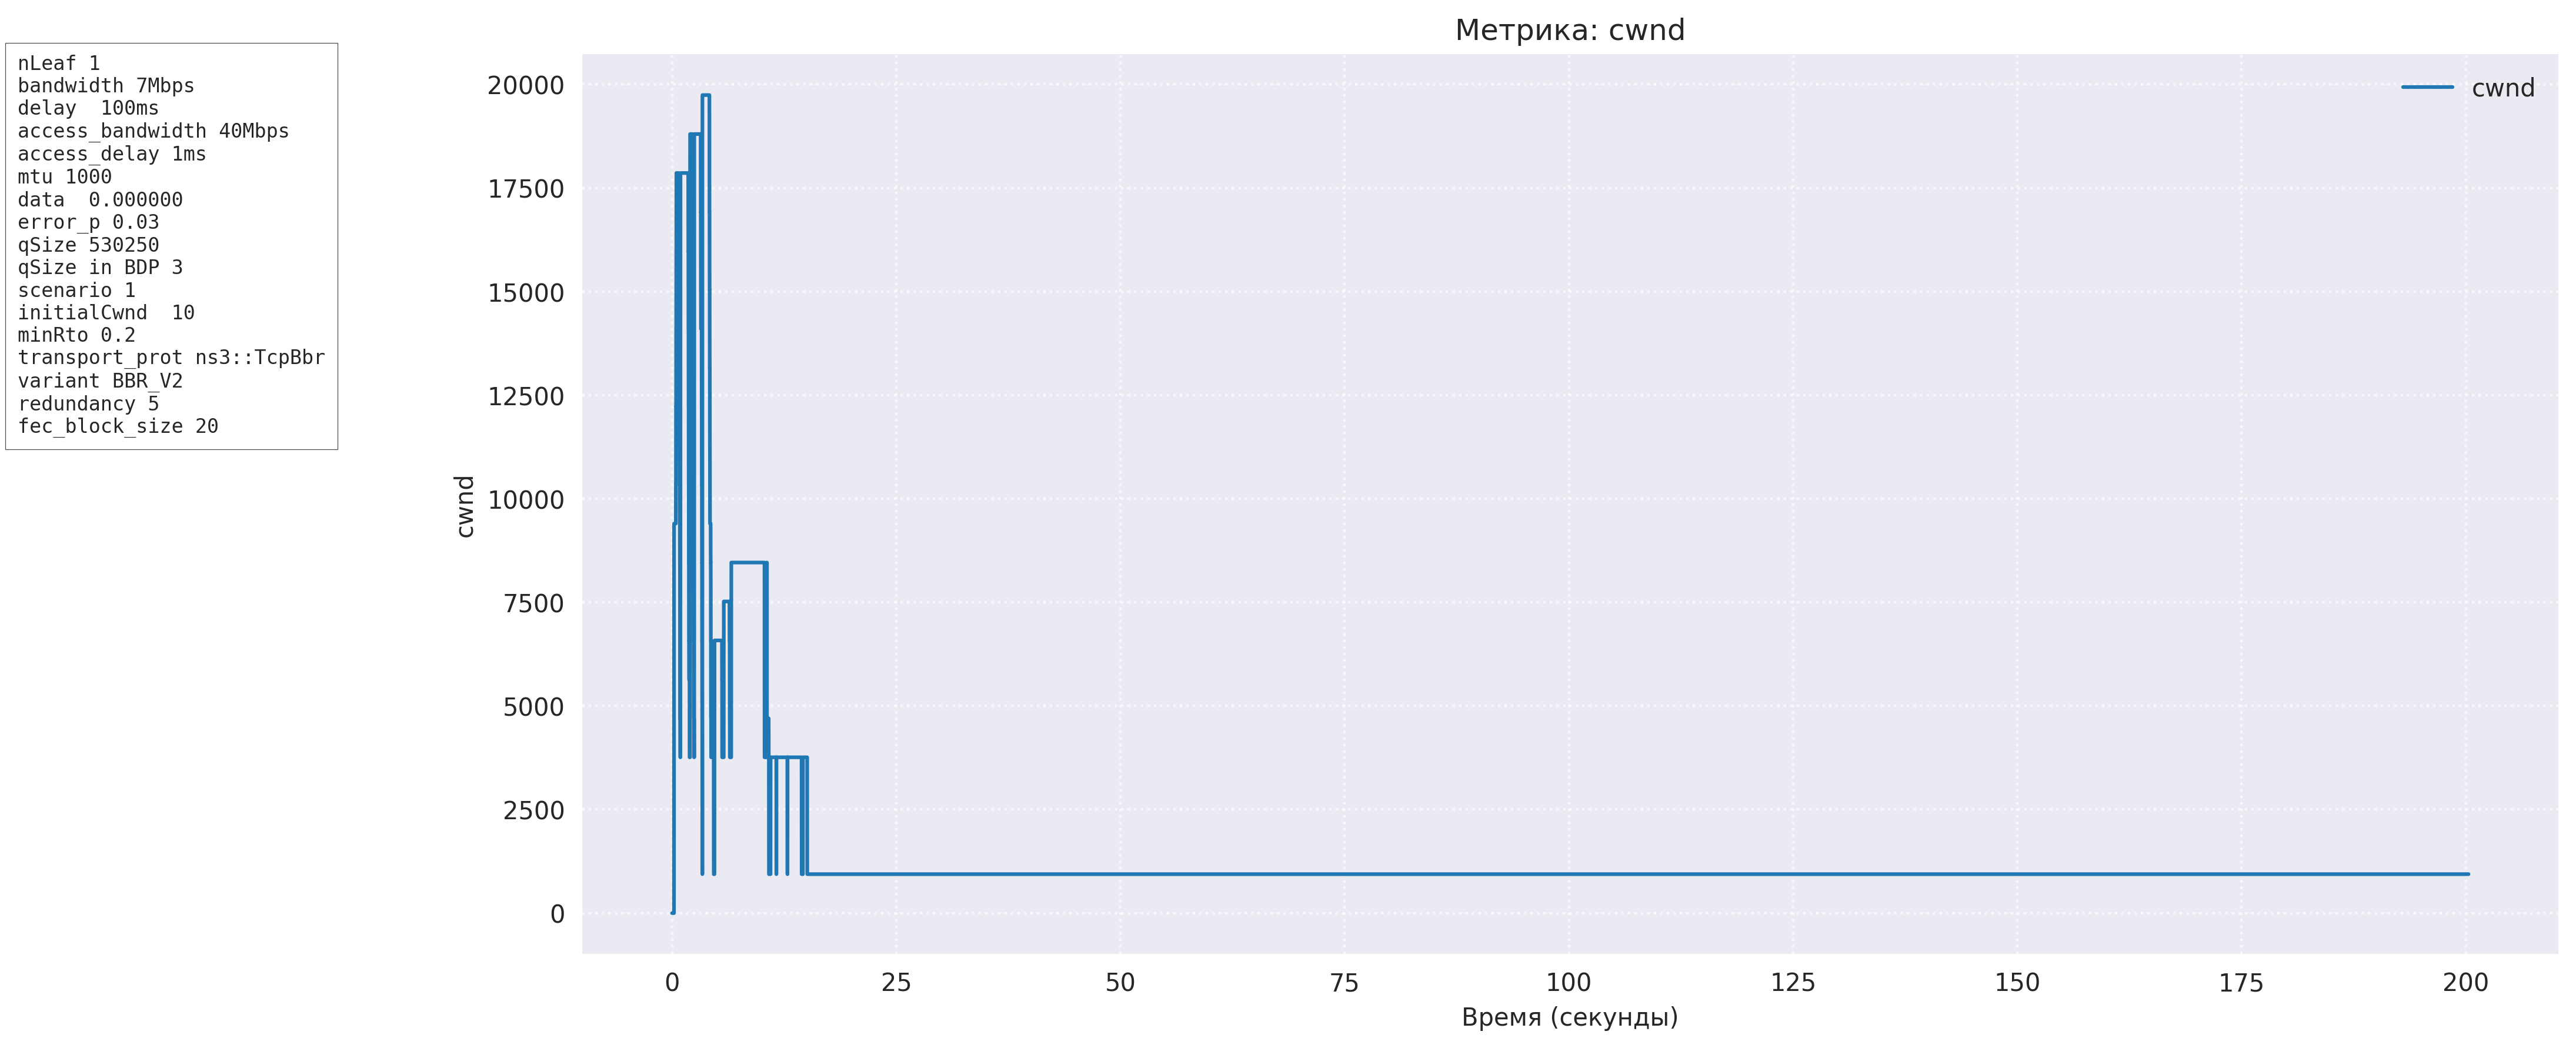 Метрика: cwnd
nLeaf 1
bandwidth 7Mbps
delay  100ms
access_bandwidth 40Mbps
access_delay 1ms
mtu 1000
data  0.000000
error_p 0.03
qSize 530250
qSize in BDP 3
scenario 1
initialCwnd  10
minRto 0.2
transport_prot ns3::TcpBbr
variant BBR_V2
redundancy 5
fec_block_size 20
cwnd
20000
17500
15000
12500
10000
7500
5000
2500
0
cwnd
0 25 50 75 100 125 150 175 200
Время (секунды)